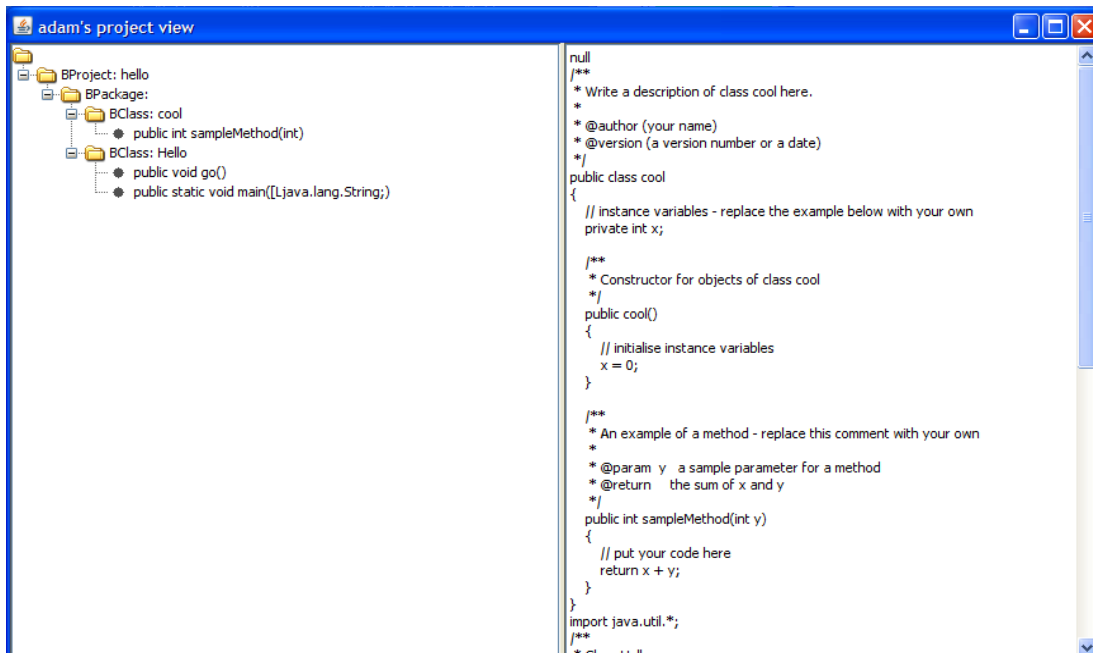 adam's project view
BProject: hello
BPackage:
BClass: cool
public int sampleMethod(int)
BClass: Hello
public void go()
public static void main([Ljava.lang.String;)
null
/**
* Write a description of class cool here.
*
* @author (your name)
* @version (a version number or a date)
*/
public class cool
{
// instance variables - replace the example below with your own
private int x;
/**
* Constructor for objects of class cool
*/
public cool()
{
// initialise instance variables
x = 0;
}
/**
* An example of a method - replace this comment with your own
*
* @param  y   a sample parameter for a method
* @return     the sum of x and y
*/
public int sampleMethod(int y)
{
// put your code here
return x + y;
}
}
import java.util.*;
/**